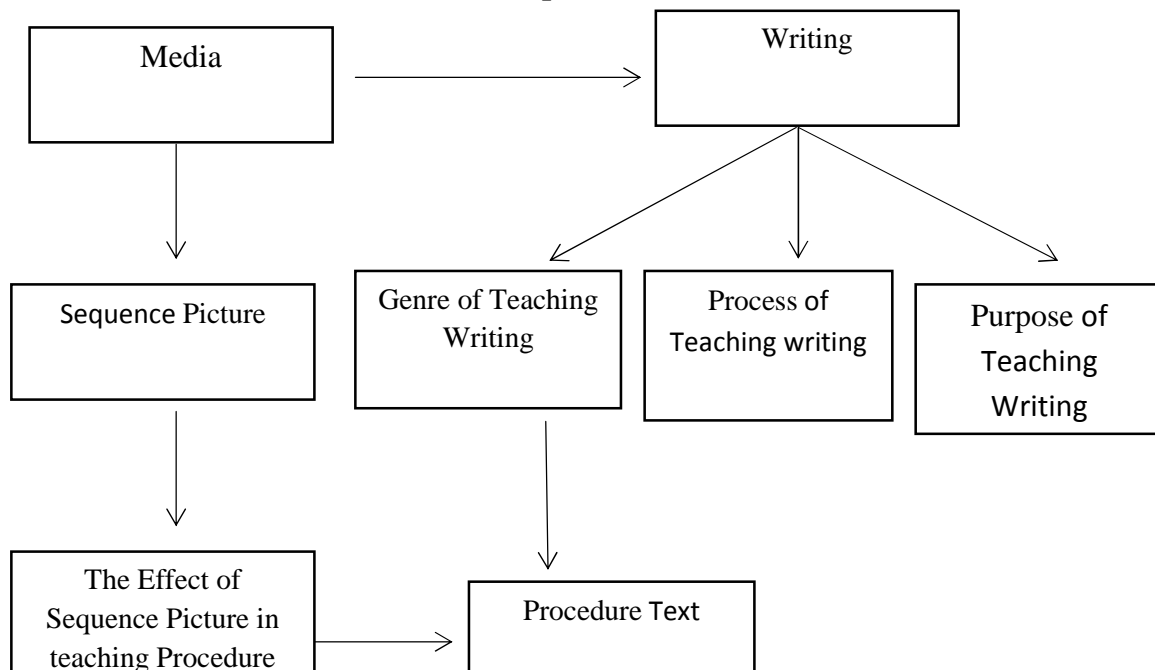 Media
Writing
Sequence Picture
Genre of Teaching
Writing
Process of
Teaching writing
Purpose of
Teaching
Writing
The Effect of
Sequence Picture in
teaching Procedure
Procedure Text